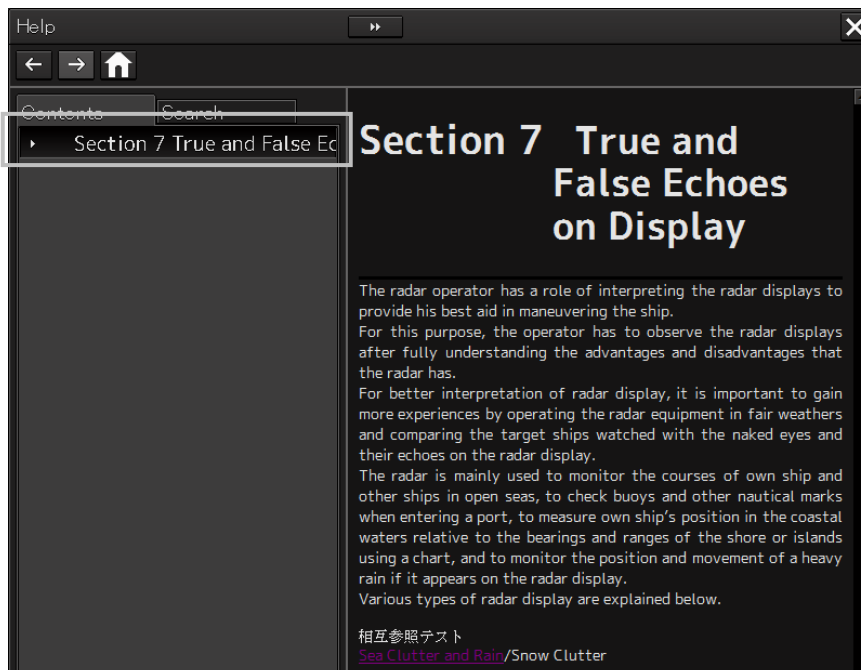 Help
Contents Search
Section 7 True and False Ec
Section 7 True and
False Echoes
on Display
The radar operator has a role of interpreting the radar displays to
provide his best aid in maneuvering the ship.
For this purpose, the operator has to observe the radar displays
after fully understanding the advantages and disadvantages that
the radar has.
For better interpretation of radar display, it is important to gain
more experiences by operating the radar equipment in fair weathers
and comparing the target ships watched with the naked eyes and
their echoes on the radar display.
The radar is mainly used to monitor the courses of own ship and
other ships in open seas, to check buoys and other nautical marks
when entering a port, to measure own ship's position in the coastal
waters relative to the bearings and ranges of the shore or islands
using a chart, and to monitor the position and movement of a heavy
rain if it appears on the radar display.
Various types of radar display are explained below.
相互参照テスト
Sea Clutter and Rain/Snow Clutter